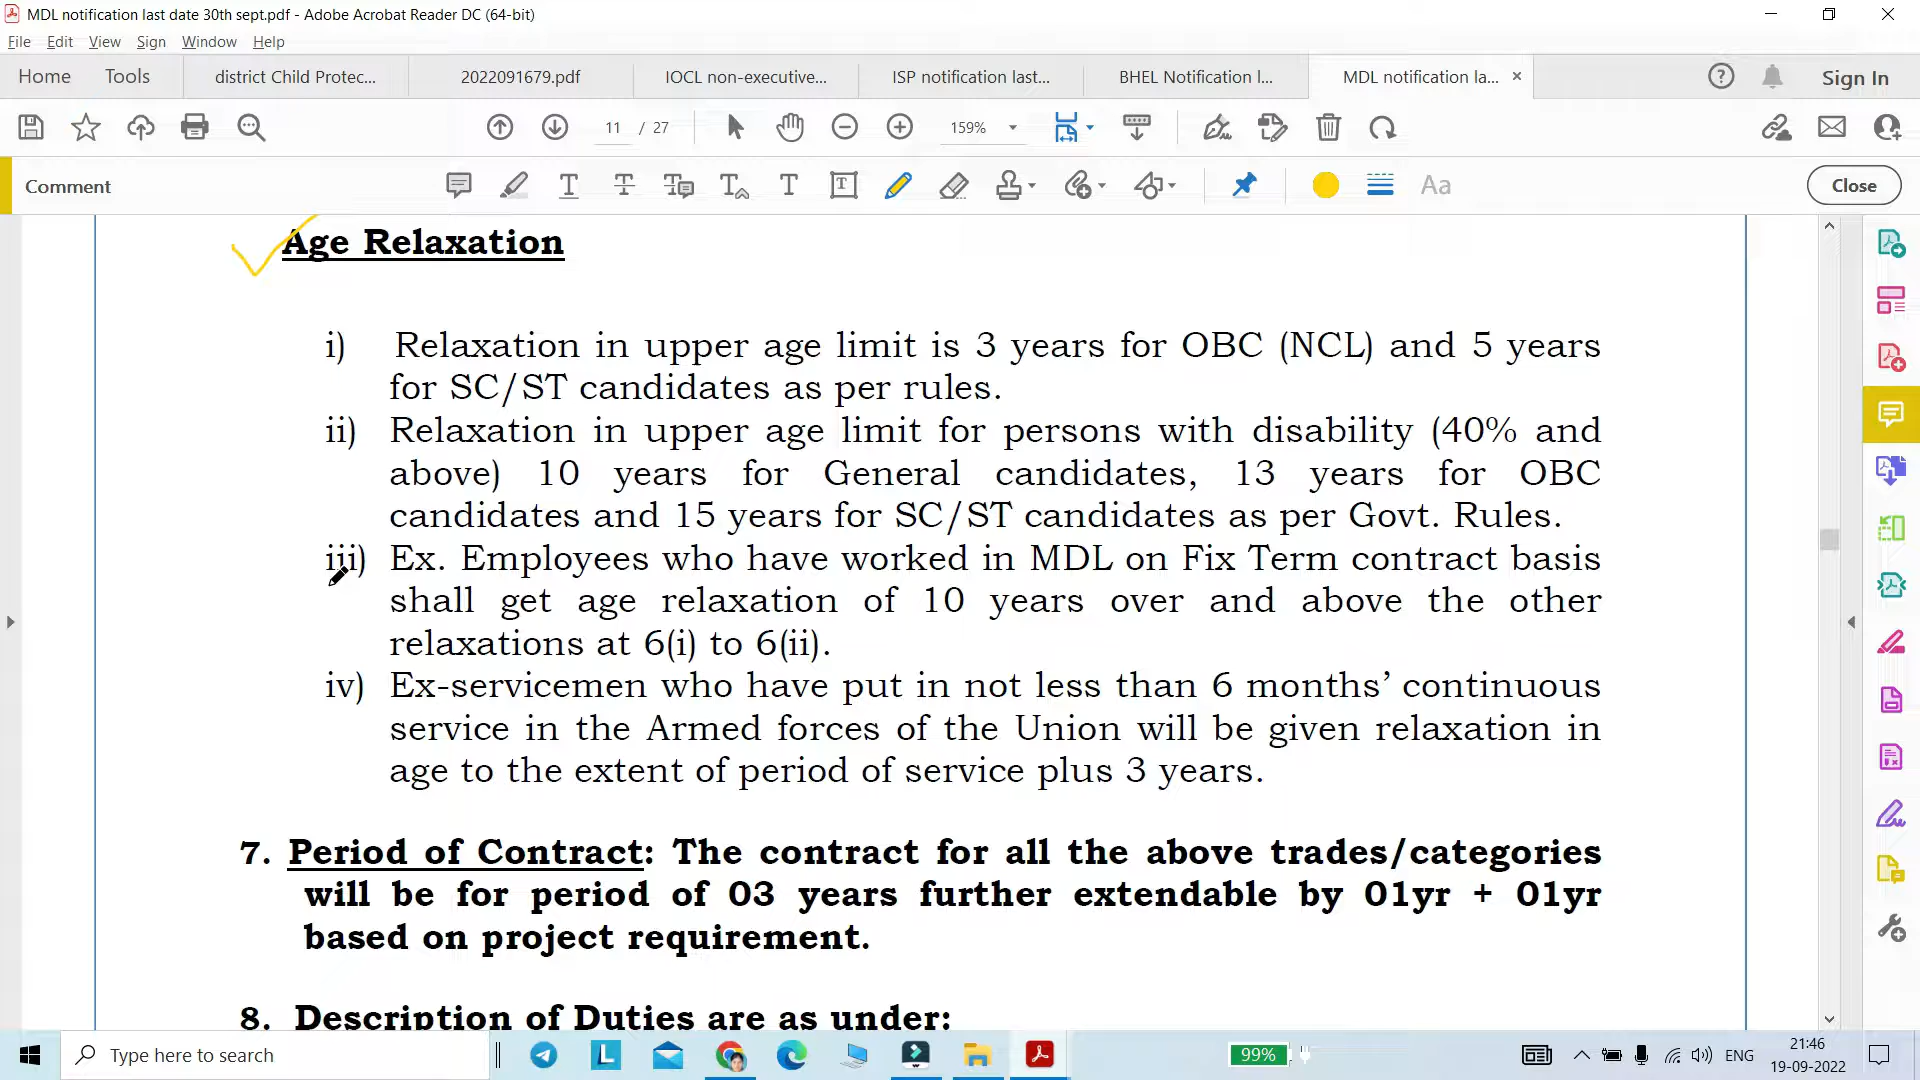 MDL notification last date 30th sept.pdf - Adobe Acrobat Reader DC (64-bit)
File Edit View Sign Window Help
Home Tools district Child Protec... 2022091679.pdf IOCL non-executive... ISP notification last... BHEL Notification l... MDL notification la... Sign In
11 / 27 159%
Comment Aa Close
Age Relaxation
i) Relaxation in upper age limit is 3 years for OBC (NCL) and 5 years
for SC/ST candidates as per rules.
ii) Relaxation in upper age limit for persons with disability (40% and
above) 10 years for General candidates, 13 years for OBC
candidates and 15 years for SC/ST candidates as per Govt. Rules.
iii) Ex. Employees who have worked in MDL on Fix Term contract basis
shall get age relaxation of 10 years over and above the other
relaxations at 6(i) to 6(ii).
iv) Ex-servicemen who have put in not less than 6 months’ continuous
service in the Armed forces of the Union will be given relaxation in
age to the extent of period of service plus 3 years.
7. Period of Contract: The contract for all the above trades/categories
will be for period of 03 years further extendable by 01yr + 01yr
based on project requirement.
8. Description of Duties are as under:
Type here to search L 99% ENG 21:46
19-09-2022